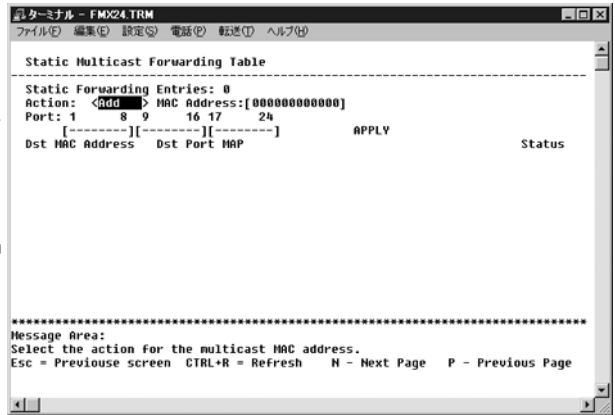 ターミナル - FMX24.TRM
ファイル(F) 編集(E) 設定(S) 電話(P) 転送(T) ヘルプ(H)
Static Multicast Forwarding Table
Static Forwarding Entries: 0
Action: <Add > MAC Address:[000000000000]
Port: 1 8 9 16 17 24
[--------][--------][--------] APPLY
Dst MAC Address Dst Port MAP Status
********************************************************************************
Message Area:
Select the action for the multicast MAC address.
Esc = Previouse screen CTRL+R = Refresh N - Next Page P - Previous Page